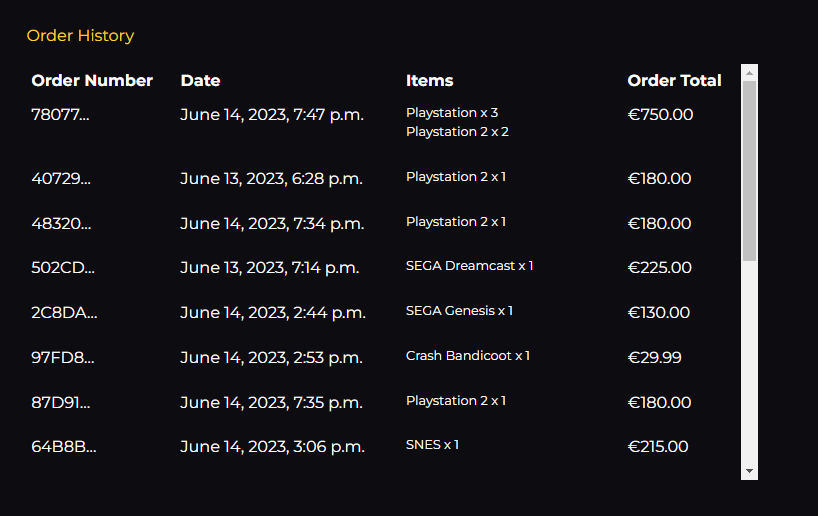 Order History
Order Number Date Items Order Total
78077... June 14, 2023, 7:47 p.m. Playstation x 3 €750.00
Playstation 2 x 2
40729... June 13, 2023, 6:28 p.m. Playstation 2 x 1 €180.00
48320... June 14, 2023, 7:34 p.m. Playstation 2 x 1 €180.00
502CD... June 13, 2023, 7:14 p.m. SEGA Dreamcast x 1 €225.00
2C8DA... June 14, 2023, 2:44 p.m. SEGA Genesis x 1 €130.00
97FD8... June 14, 2023, 2:53 p.m. Crash Bandicoot x 1 €29.99
87D91... June 14, 2023, 7:35 p.m. Playstation 2 x 1 €180.00
64B8B... June 14, 2023, 3:06 p.m. SNES x 1 €215.00